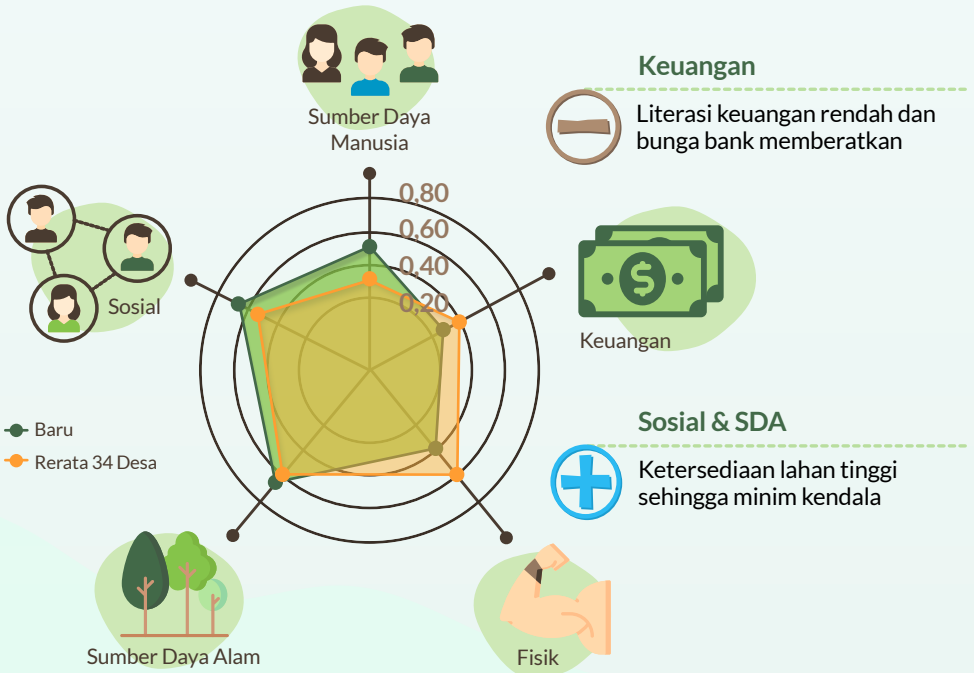 Sumber Daya
Manusia
Keuangan
Literasi keuangan rendah dan
bunga bank memberatkan
0,80
0,60
0,40
0,20
Sosial
$
Keuangan
Baru
Rerata 34 Desa
Sosial & SDA
Ketersediaan lahan tinggi
sehingga minim kendala
Sumber Daya Alam
Fisik